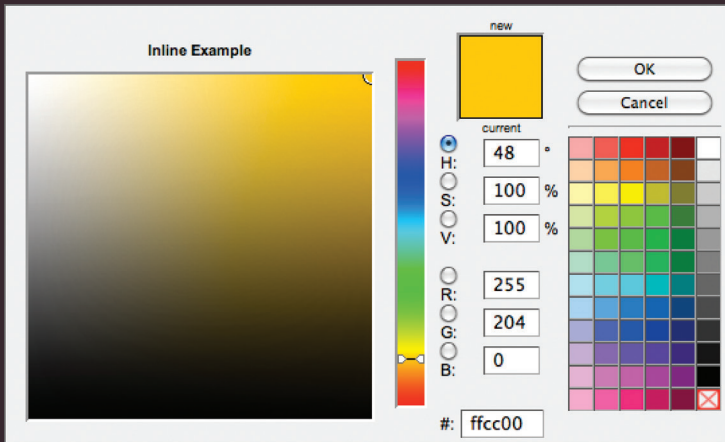 Inline Example
new
current
OK
Cancel
H: 48 °
S: 100 %
V: 100 %
R: 255
G: 204
B: 0
#: ffcc00